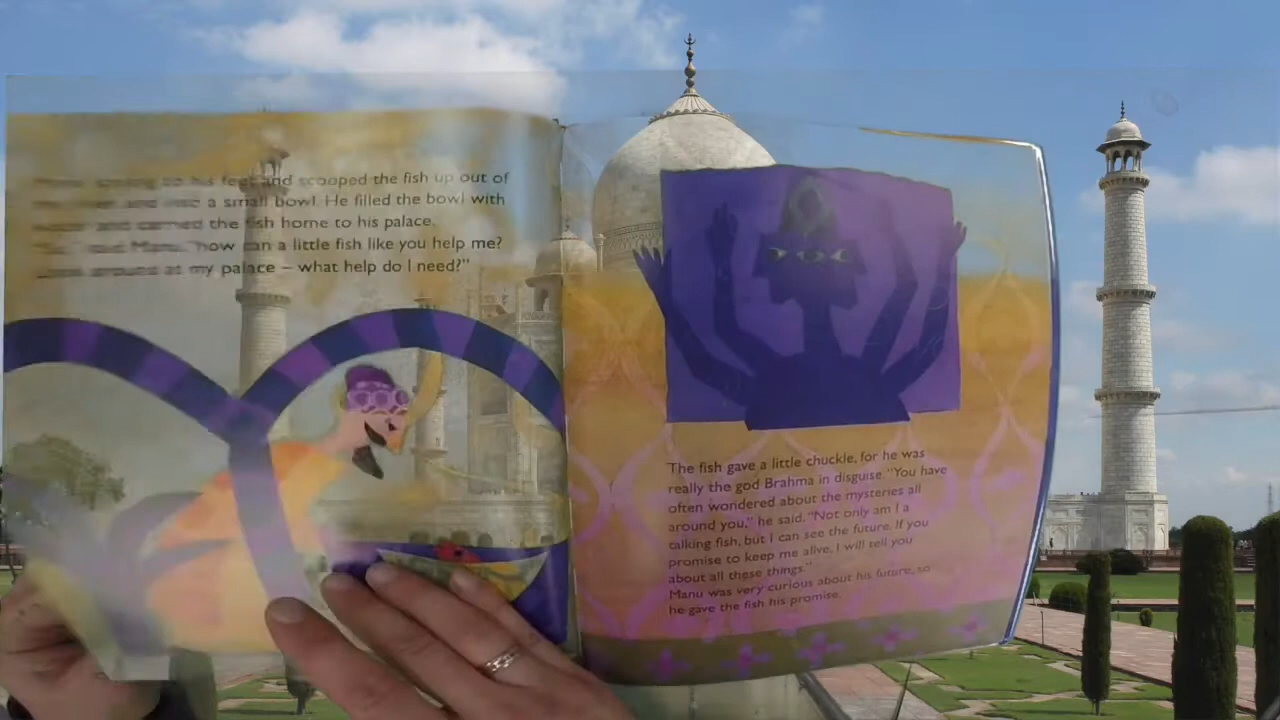 his feet and scooped the fish up out of
and into a small bowl. He filled the bowl with
and carried the fish home to his palace.
said Manu, "how can a little fish like you help me?
around at my palace – what help do I need?"
The fish gave a little chuckle, for he was
really the god Brahma in disguise. "You have
often wondered about the mysteries all
around you," he said. "Not only am I a
talking fish, but I can see the future. If you
promise to keep me alive, I will tell you
about all these things."
Manu was very curious about his future, so
he gave the fish his promise.